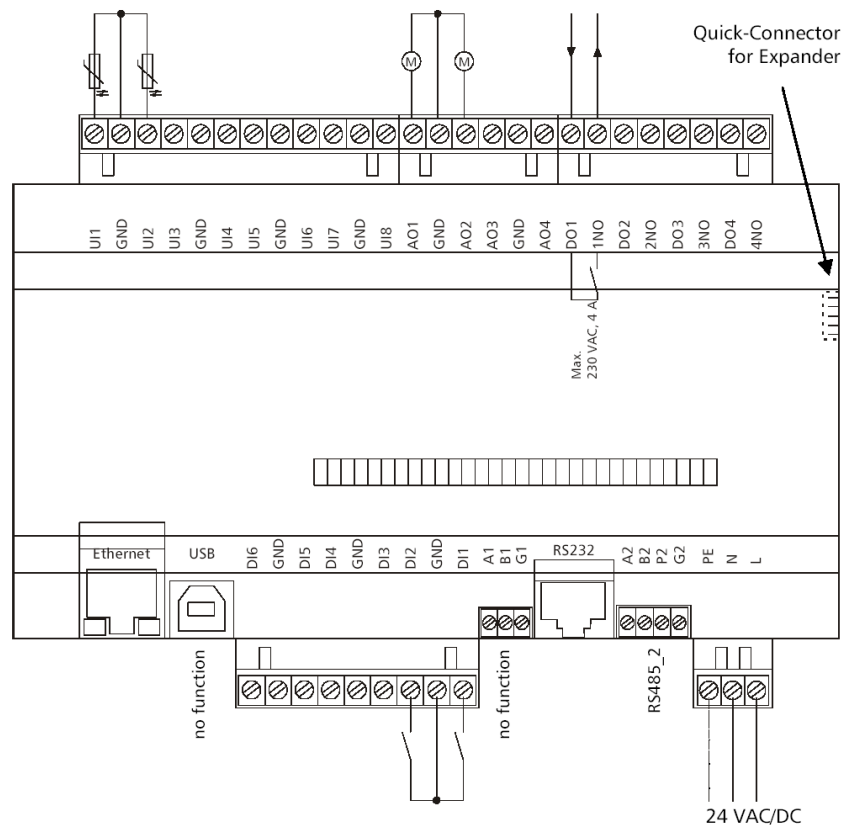 Quick-Connector
for Expander
M
M
UI1
GND
UI2
UI3
GND
UI4
UI5
GND
UI6
UI7
GND
UI8
AO1
GND
AO2
AO3
GND
AO4
DO1
1NO
DO2
2NO
DO3
3NO
DO4
4NO
Max.
230 VAC, 4 A
Ethernet
USB
DI6
GND
DI5
DI4
GND
DI3
DI2
GND
DI1
A1
B1
G1
RS232
A2
B2
P2
G2
PE
N
L
no function
no function
RS485_2
24 VAC/DC